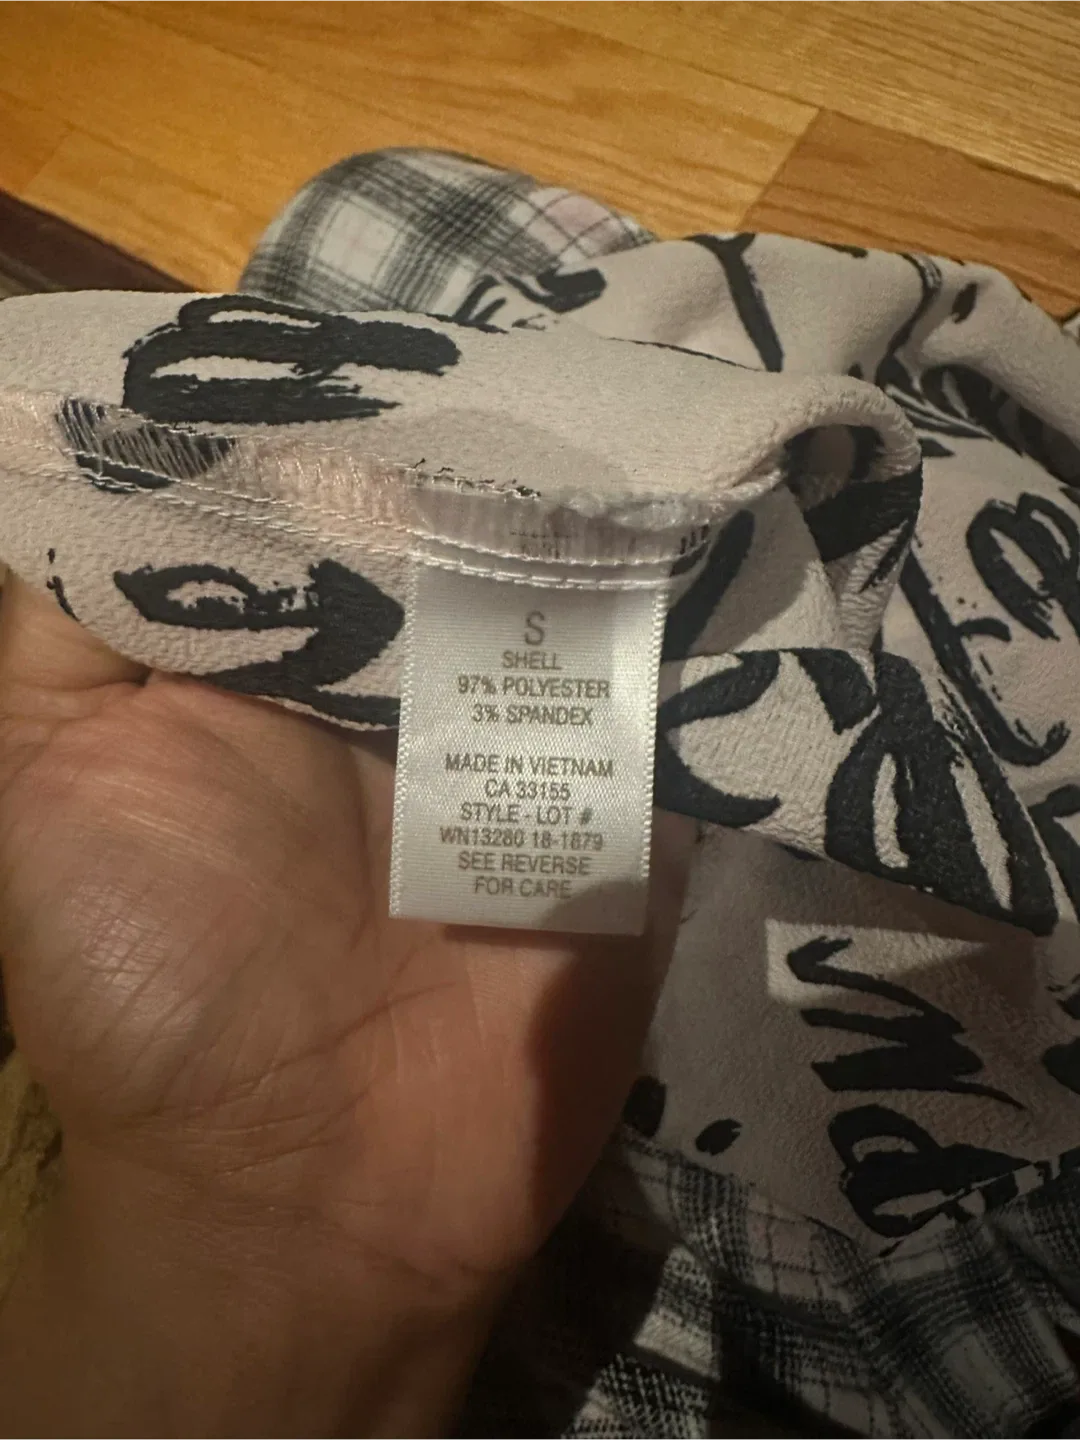 S
SHELL
97% POLYESTER
3% SPANDEX
MADE IN VIETNAM
CA 33155
STYLE - LOT #
WN13280 18-1879
SEE REVERSE
FOR CARE